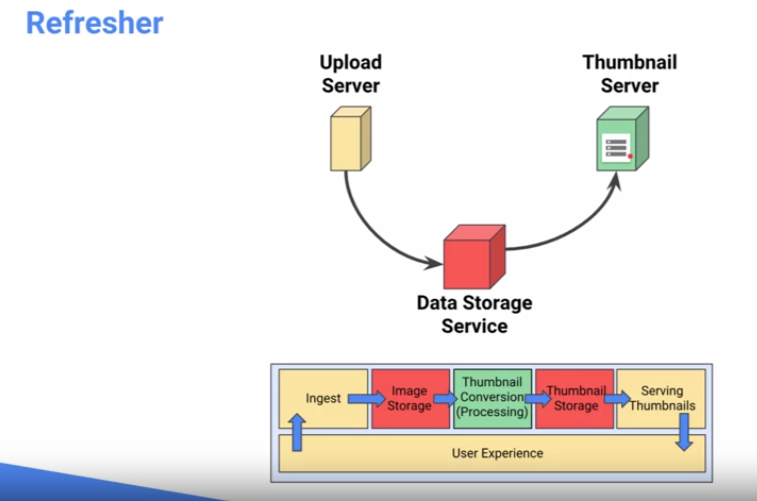 Refresher
Upload
Server
Thumbnail
Server
Data Storage
Service
Ingest
Image
Storage
Thumbnail
Conversion
(Processing)
Thumbnail
Storage
Serving
Thumbnails
User Experience